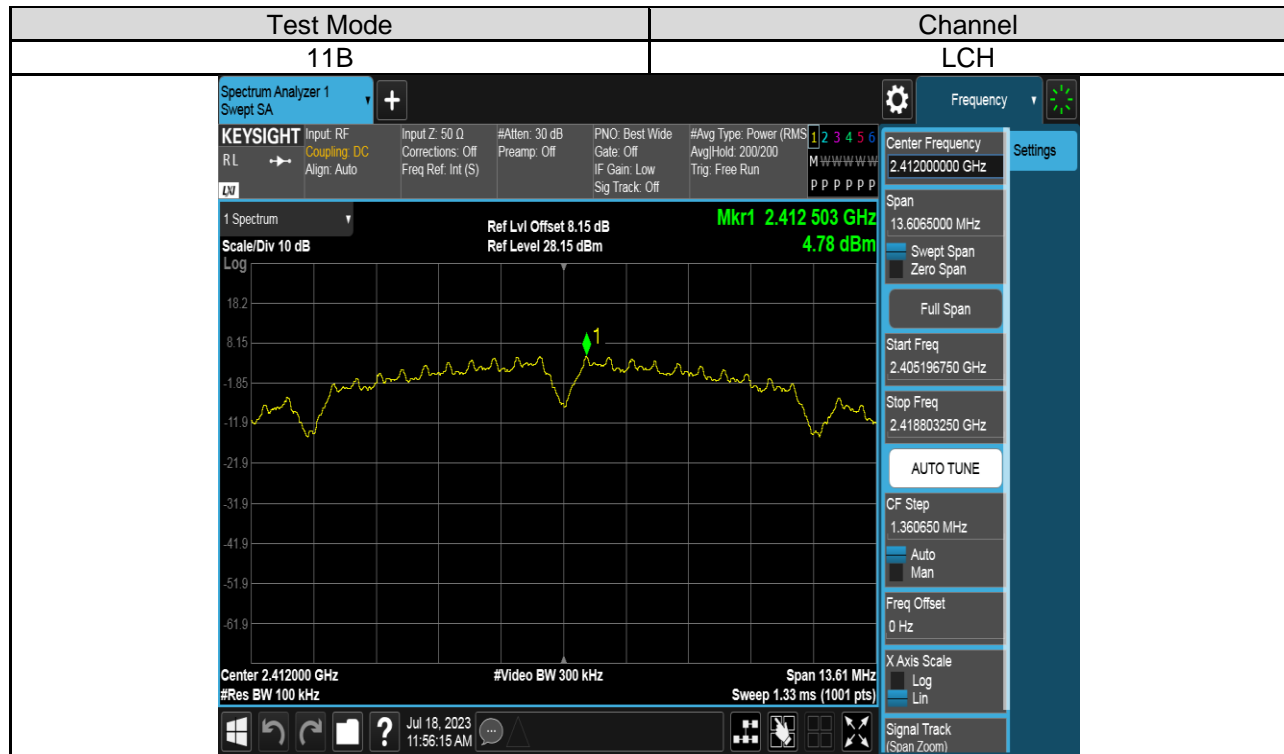 Test Mode Channel
11B LCH
Spectrum Analyzer 1
Swept SA
+
Frequency
KEYSIGHT Input: RF Input Z: 50 Ω #Atten: 30 dB PNO: Best Wide #Avg Type: Power (RMS 1 2 3 4 5 6
RL Coupling: DC Corrections: Off Preamp: Off Gate: Off Avg|Hold: 200/200 M W W W W W
Align: Auto Freq Ref: Int (S) IF Gain: Low Trig: Free Run
LXI Sig Track: Off P P P P P P
1 Spectrum
Ref Lvl Offset 8.15 dB Mkr1 2.412 503 GHz
Scale/Div 10 dB Ref Level 28.15 dBm 4.78 dBm
Log
18.2
8.15
1
-1.85
-11.9
-21.9
-31.9
-41.9
-51.9
-61.9
Center 2.412000 GHz #Video BW 300 kHz Span 13.61 MHz
#Res BW 100 kHz Sweep 1.33 ms (1001 pts)
? Jul 18, 2023
11:56:15 AM
Center Frequency
2.412000000 GHz
Settings
Span
13.6065000 MHz
Swept Span
Zero Span
Full Span
Start Freq
2.405196750 GHz
Stop Freq
2.418803250 GHz
AUTO TUNE
CF Step
1.360650 MHz
Auto
Man
Freq Offset
0 Hz
X Axis Scale
Log
Lin
Signal Track
(Span Zoom)